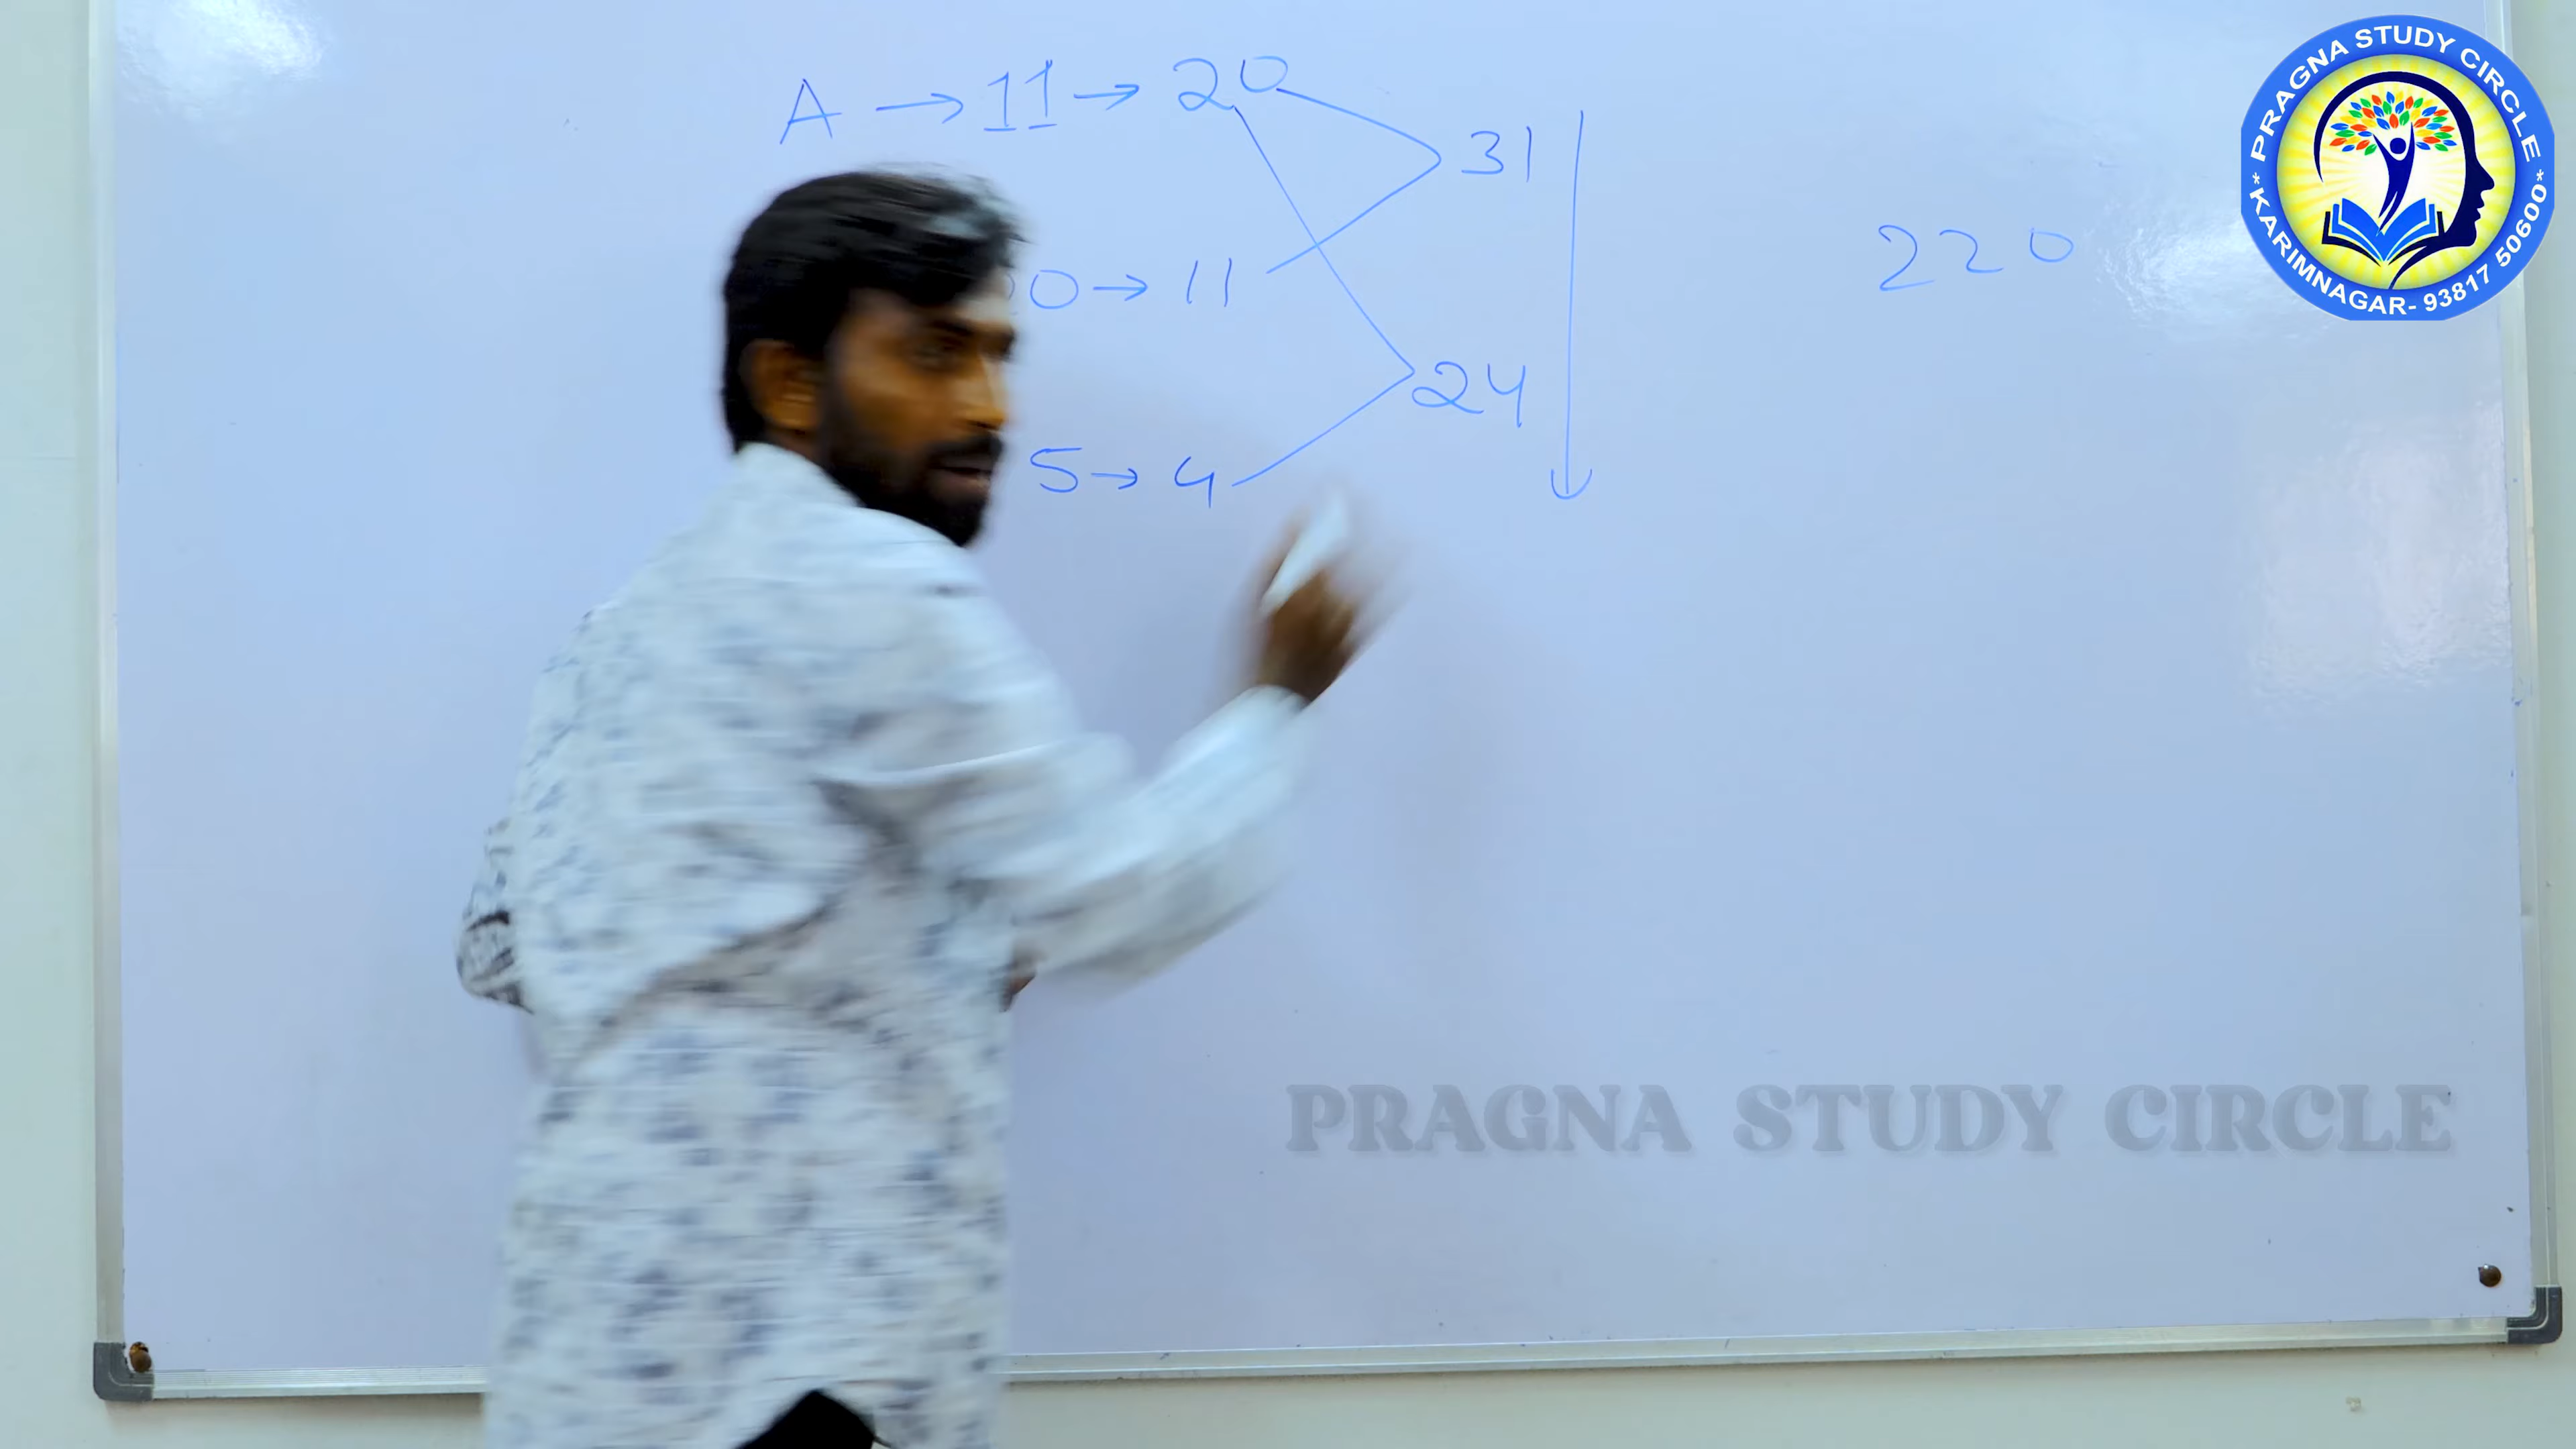 A → 11 → 20
31
220
0 → 11
24
5 → 4
PRAGNA STUDY CIRCLE
* KARIMNAGAR- 93817 50600 *
PRAGNA STUDY CIRCLE